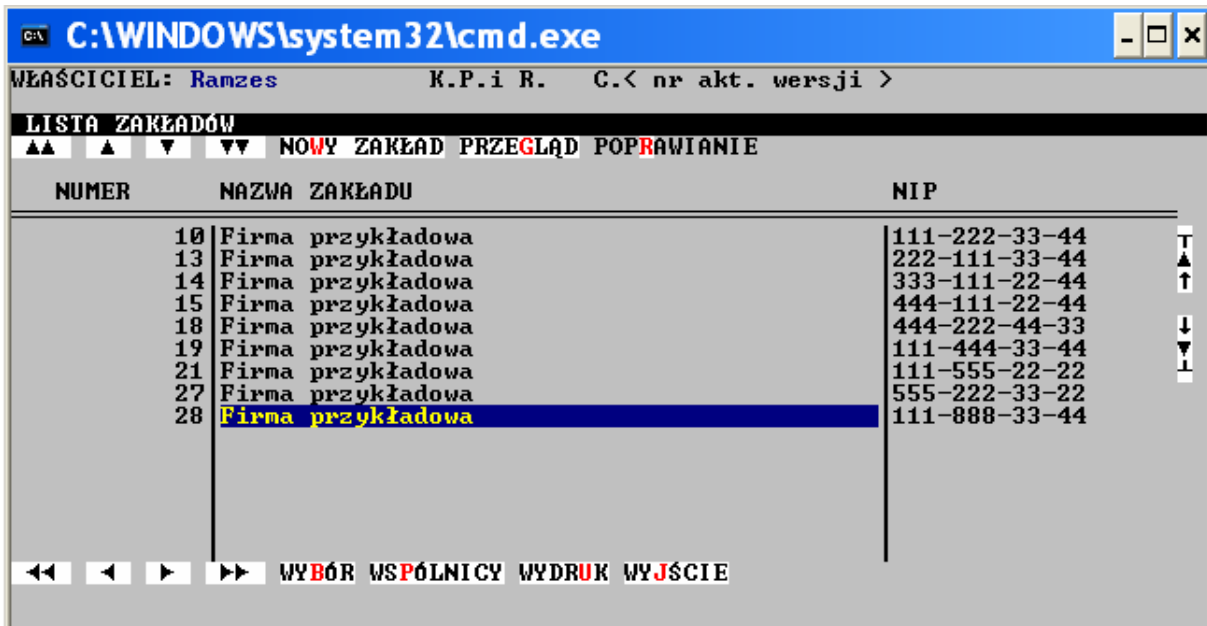 C:\WINDOWS\system32\cmd.exe
WŁAŚCICIEL: Ramzes K.P.i R. C.< nr akt. wersji >
LISTA ZAKŁADÓW
NOWY ZAKŁAD PRZEGLĄD POPRAWIANIE
NUMER NAZWA ZAKŁADU NIP
10 Firma przykładowa 111-222-33-44
13 Firma przykładowa 222-111-33-44
14 Firma przykładowa 333-111-22-44
15 Firma przykładowa 444-111-22-44
18 Firma przykładowa 444-222-44-33
19 Firma przykładowa 111-444-33-44
21 Firma przykładowa 111-555-22-22
27 Firma przykładowa 555-222-33-22
28 Firma przykładowa 111-888-33-44
WYBÓR WSPÓLNICY WYDRUK WYJŚCIE